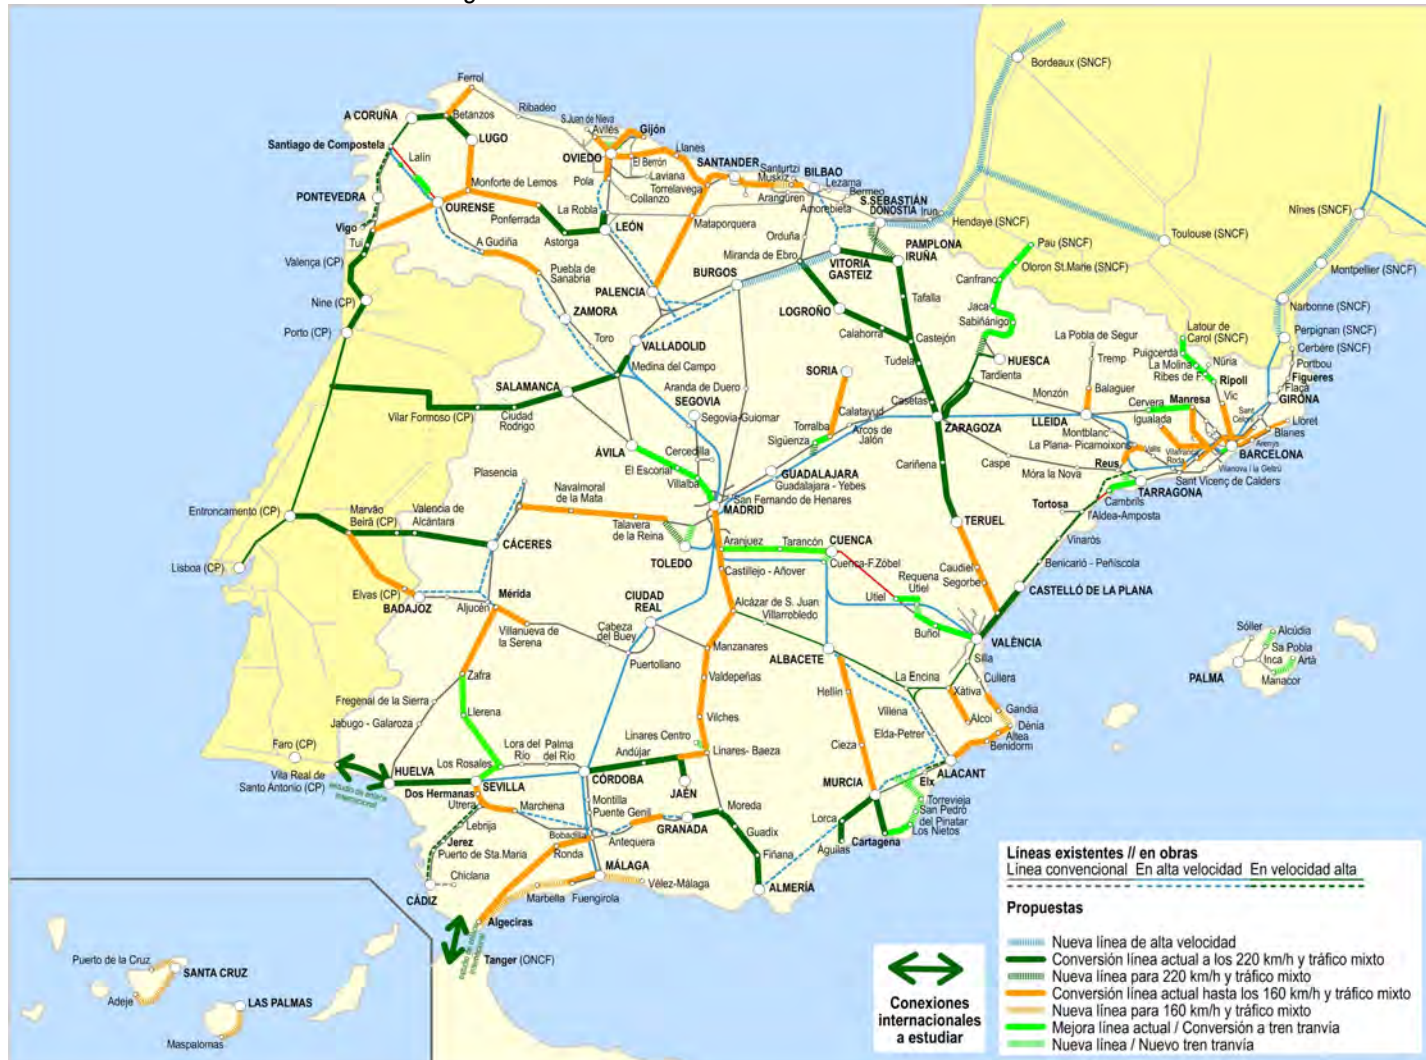 Ferrol
Ribadeo
A CORUÑA
Betanzos
S.Juan de Nieva
Avilés
Gijón
LUGO
Santiago de Compostela
Lalín
OVIEDO
El Berrón
Laviana
Llanes
SANTANDER
Santurtzi
Muskiz
BILBAO
Lezama
Bermeo
Pola
Collanzo
Torrelavega
Aranguren
Amorebieta
S.SEBASTIÁN
DONOSTIA
Irun
Hendaye (SNCF)
Bordeaux (SNCF)
Toulouse (SNCF)
Nînes (SNCF)
Montpellier (SNCF)
Narbonne (SNCF)
Perpignan (SNCF)
Cerbére (SNCF)
Portbou
Figueres
Flaçà
GIRONA
PONTEVEDRA
Monforte de Lemos
OURENSE
Ponferrada
La Robla
Astorga
LEÓN
Mataporquera
Orduña
Miranda de Ebro
VITORIA
GASTEIZ
PAMPLONA
IRUÑA
Pau (SNCF)
Oloron St.Marie (SNCF)
Canfranc
Jaca
Sabiñánigo
Vigo
Tui
Valença (CP)
Nine (CP)
Porto (CP)
A Gudiña
Puebla de
Sanabria
PALENCIA
BURGOS
ZAMORA
Toro
VALLADOLID
Medina del Campo
LOGROÑO
Calahorra
Tafalla
Castejón
Tudela
HUESCA
Tardienta
La Pobla de Segur
Tremp
Balaguer
Latour de
Carol (SNCF)
Puigcerdà
La Molina
Ribes de F.
Núria
Ripoll
Vic
SALAMANCA
Vilar Formoso (CP)
Ciudad
Rodrigo
Aranda de Duero
SEGOVIA
Segovia-Guiomar
SORIA
Calatayud
Torralba
Arcos de
Jalón
Sigüenza
Casetas
ZARAGOZA
Monzón
LLEIDA
Cervera
Manresa
Igualada
Sant
Celoni
Lloret
Blanes
Arenys
BARCELONA
Montblanc
La Plana- Picamoixons
Valls
Vilafranca
Roda
Vilanova i la Geltrú
Reus
Sant Vicenç de Calders
TARRAGONA
Cambrils
Tortosa
l'Aldea-Amposta
ÁVILA
Cercedilla
El Escorial
Villalba
GUADALAJARA
Guadalajara - Yebes
San Fernando de Henares
MADRID
Cariñena
Caspe
Móra la Nova
TERUEL
Vinaròs
Benicarló - Peñíscola
Plasencia
Navalmoral
de la Mata
Talavera
de la Reina
TOLEDO
Aranjuez
Tarancón
CUENCA
Cuenca-F.Zóbel
Castillejo - Añover
Caudiel
Segorbe
CASTELLÓ DE LA PLANA
Entroncamento (CP)
Marvão
Beirã (CP)
Valencia de
Alcántara
CÁCERES
Lisboa (CP)
Elvas (CP)
BADAJOZ
Aljucén
Mérida
Villanueva de
la Serena
CIUDAD
REAL
Cabeza
del Buey
Puertollano
Alcázar de S. Juan
Villarrobledo
Requena
Utiel
Utiel
Buñol
VALÈNCIA
Silla
Cullera
Manzanares
ALBACETE
La Encina
Xàtiva
Gandia
Alcoi
Dénia
Altea
Benidorm
Sóller
Alcúdia
Sa Pobla
Inca
Artà
PALMA
Manacor
Zafra
Valdepeñas
Hellín
Villena
Elda-Petrer
ALACANT
Fregenal de la Sierra
Llerena
Jabugo - Galaroza
Vilches
Linares Centro
Linares- Baeza
Cieza
Faro (CP)
Vila Real de
Santo Antonio (CP)
estudio de enlace
internacional
HUELVA
Los Rosales
Lora del
Río
Palma
del Río
CÓRDOBA
Andújar
JAÉN
MURCIA
Elx
Torrevieja
San Pedro
del Pinatar
Los Nietos
SEVILLA
Dos Hermanas
Utrera
Marchena
Montilla
Puente Genil
Moreda
Lorca
Águilas
Cartagena
Lebrija
Jerez
Puerto de Sta.María
Bobadilla
Ronda
Antequera
GRANADA
Guadix
Fiñana
Chiclana
CÁDIZ
MÁLAGA
Vélez-Málaga
Marbella
Fuengirola
ALMERÍA
Algeciras
Tanger (ONCF)
Puerto de la Cruz
SANTA CRUZ
Adeje
LAS PALMAS
Maspalomas
Conexiones
internacionales
a estudiar
Líneas existentes // en obras
Línea convencional En alta velocidad En velocidad alta
Propuestas
Nueva línea de alta velocidad
Conversión línea actual a los 220 km/h y tráfico mixto
Nueva línea para 220 km/h y tráfico mixto
Conversión línea actual hasta los 160 km/h y tráfico mixto
Nueva línea para 160 km/h y tráfico mixto
Mejora línea actual / Conversión a tren tranvía
Nueva línea / Nuevo tren tranvía